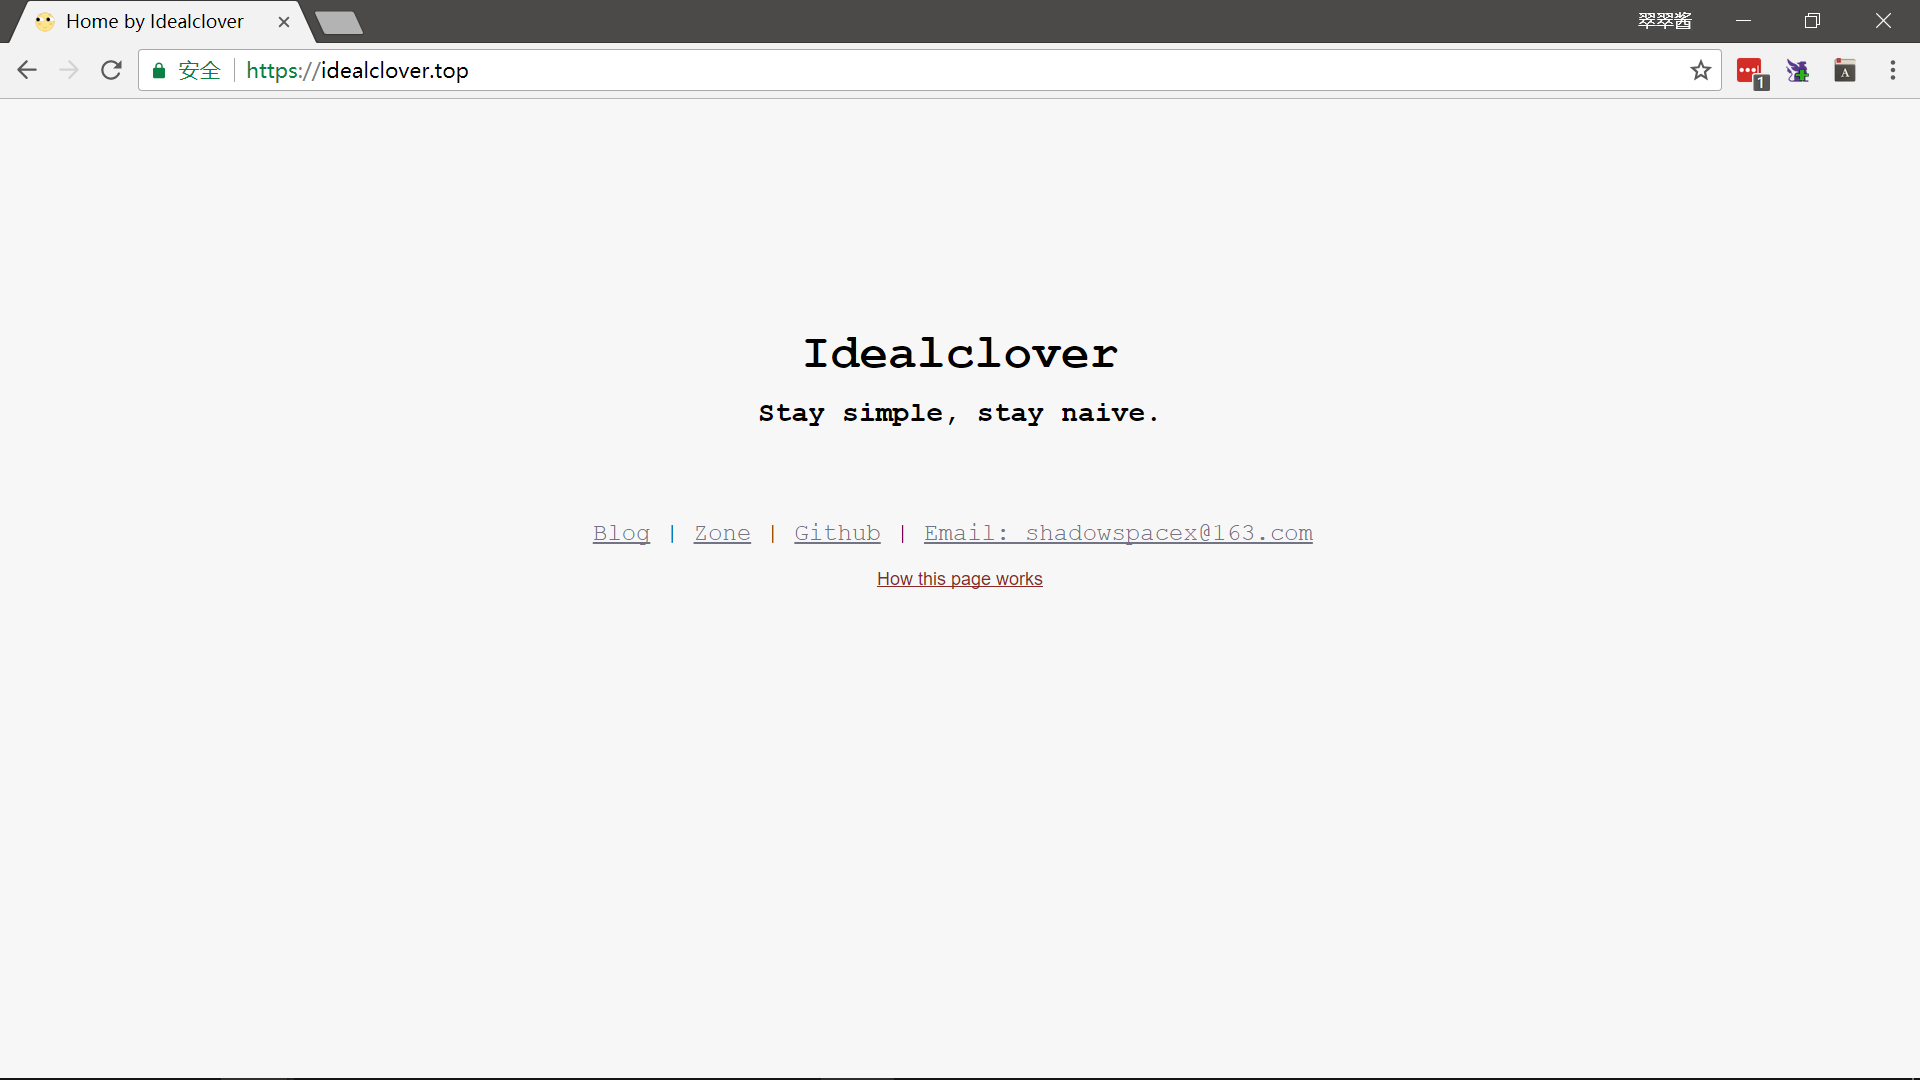 Home by Idealclover
翠翠酱
安全 https://idealclover.top
1
A
Idealclover
Stay simple, stay naive.
Blog | Zone | Github | Email: shadowspacex@163.com
How this page works